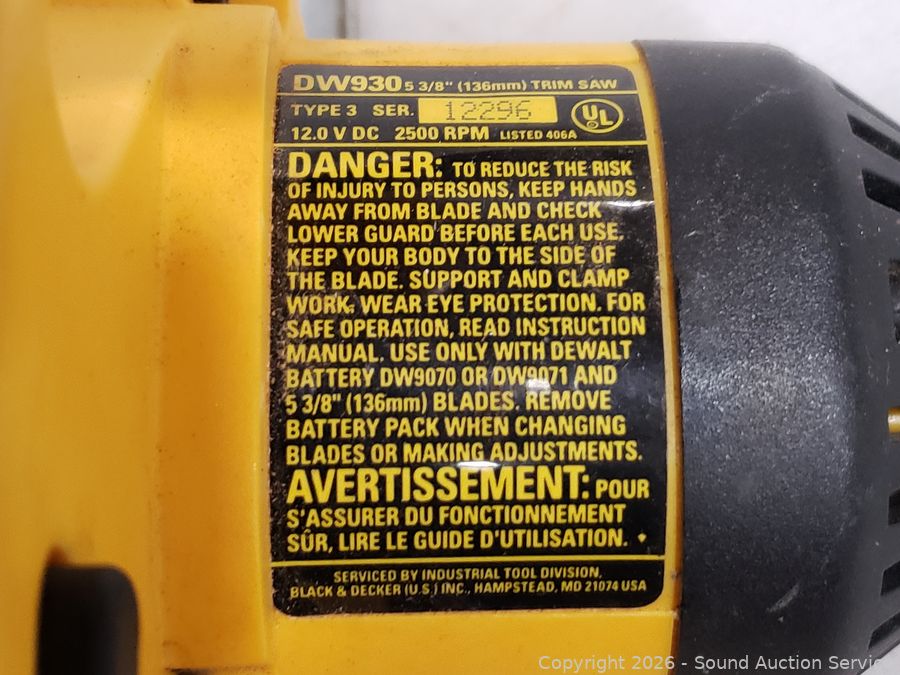 DW930 5 3/8" (136mm) TRIM SAW
TYPE 3 SER. 12296
UL
12.0 V DC 2500 RPM LISTED 406A
DANGER: TO REDUCE THE RISK
OF INJURY TO PERSONS, KEEP HANDS
AWAY FROM BLADE AND CHECK
LOWER GUARD BEFORE EACH USE.
KEEP YOUR BODY TO THE SIDE OF
THE BLADE. SUPPORT AND CLAMP
WORK. WEAR EYE PROTECTION. FOR
SAFE OPERATION, READ INSTRUCTION
MANUAL. USE ONLY WITH DEWALT
BATTERY DW9070 OR DW9071 AND
5 3/8" (136mm) BLADES. REMOVE
BATTERY PACK WHEN CHANGING
BLADES OR MAKING ADJUSTMENTS.
AVERTISSEMENT: POUR
S'ASSURER DU FONCTIONNEMENT
SÛR, LIRE LE GUIDE D'UTILISATION.
SERVICED BY INDUSTRIAL TOOL DIVISION,
BLACK & DECKER (U.S.) INC., HAMPSTEAD, MD 21074 USA
Copyright 2026 - Sound Auction Service